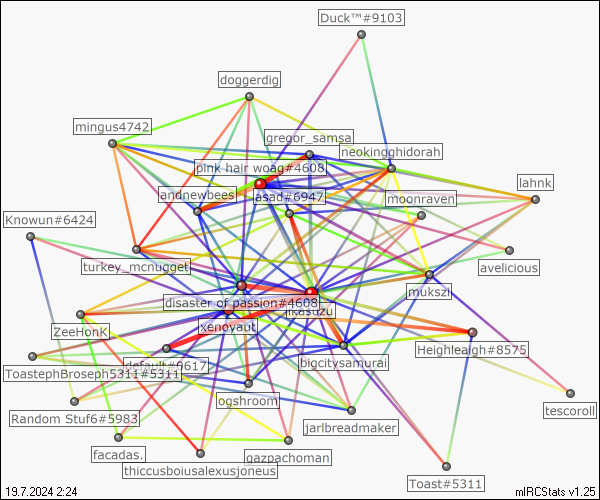 Duck™#9103
doggerdig
mingus4742
gregor_samsa
neokingghidorah
pink hair woag#4608
lahnk
andnewbees
asad#6947
moonraven
Knowun#6424
turkey_mcnugget
avelicious
mukszi
disaster of passion#4608
ikasuzu
ZeeHonK
xenoyaut
Heighleaigh#8575
default#0617
bigcitysamurai
ToastephBroseph5311#5311
ogshroom
Random Stuf6#5983
jarlbreadmaker
tescoroll
facadas.
gazpachoman
thiccusboiusalexusjoneus
Toast#5311
19.7.2024 2:24
mIRCStats v1.25